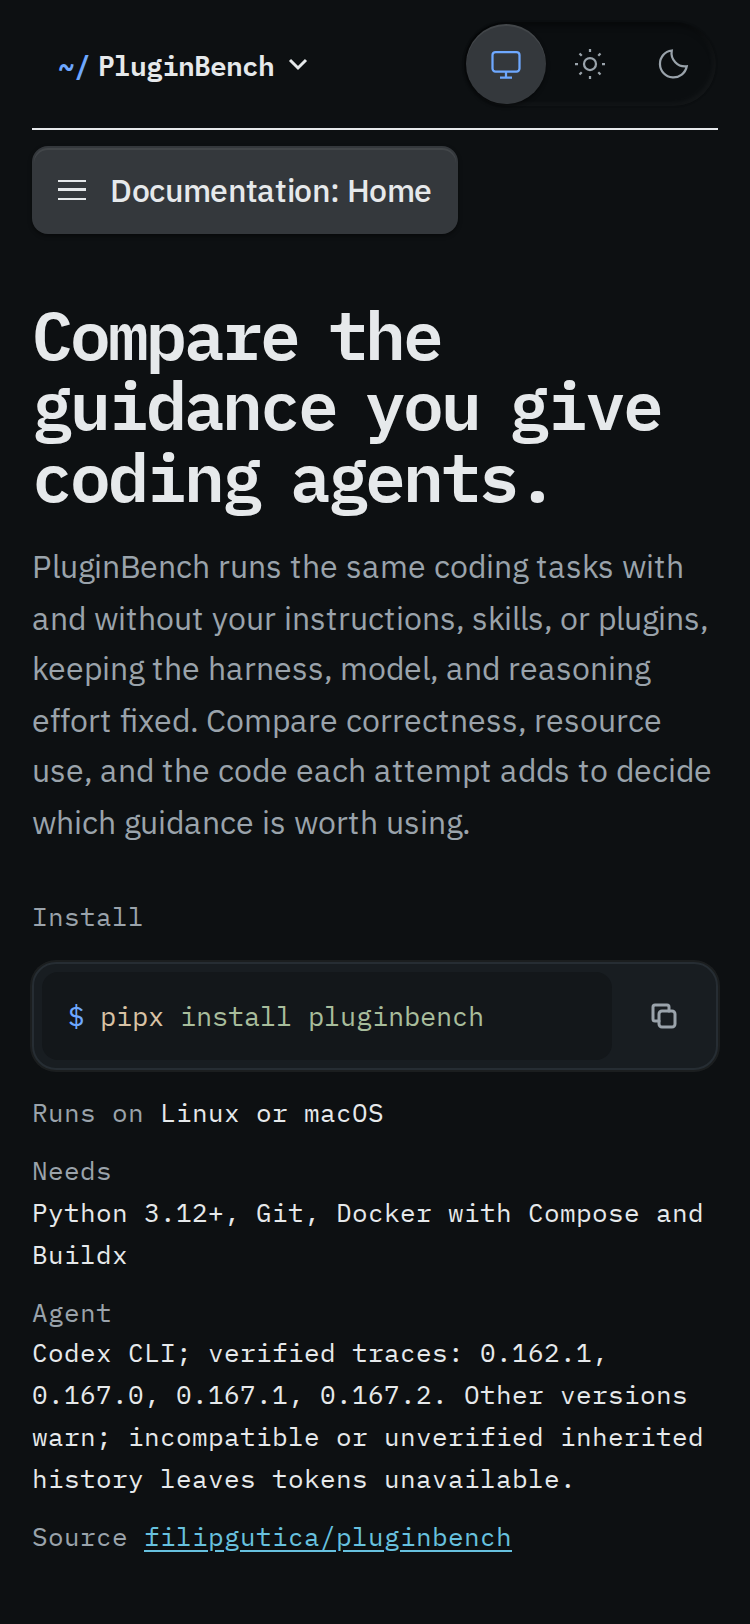 ~/ PluginBench
Documentation: Home
Compare the
guidance you give
coding agents.
PluginBench runs the same coding tasks with
and without your instructions, skills, or plugins,
keeping the harness, model, and reasoning
effort fixed. Compare correctness, resource
use, and the code each attempt adds to decide
which guidance is worth using.
Install
$ pipx install pluginbench
Runs on Linux or macOS
Needs
Python 3.12+, Git, Docker with Compose and
Buildx
Agent
Codex CLI; verified traces: 0.162.1,
0.167.0, 0.167.1, 0.167.2. Other versions
warn; incompatible or unverified inherited
history leaves tokens unavailable.
Source filipgutica/pluginbench